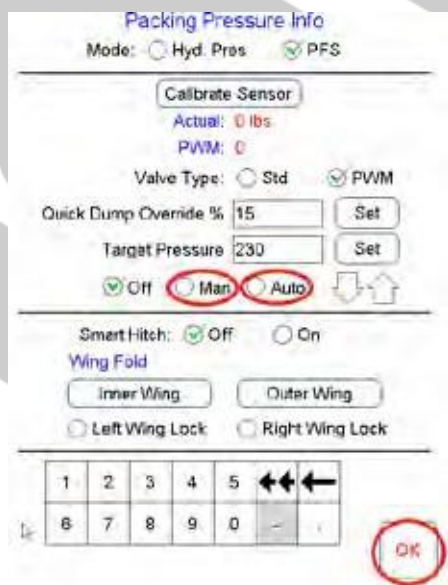 Packing Pressure Info
Mode: Hyd. Pres PFS
Calibrate Sensor
Actual: 0 lbs
PWM: 0
Valve Type: Std PWM
Quick Dump Override % 15 Set
Target Pressure 230 Set
Off Man Auto
Smart Hitch: Off On
Wing Fold
Inner Wing Outer Wing
Left Wing Lock Right Wing Lock
1 2 3 4 5
6 7 8 9 0 - .
OK